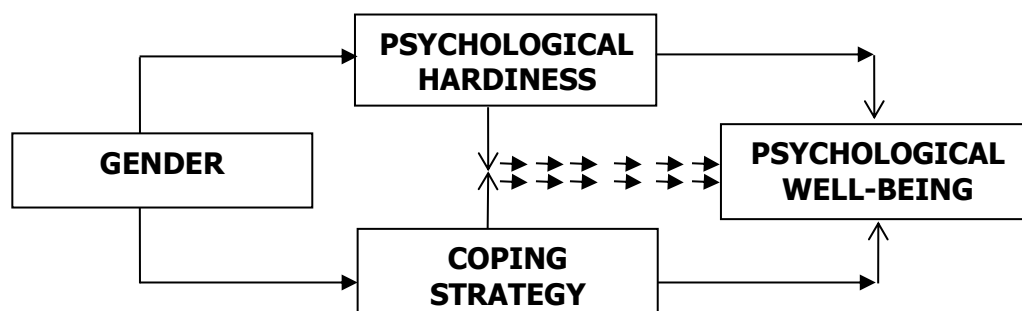 PSYCHOLOGICAL
HARDINESS
GENDER
PSYCHOLOGICAL
WELL-BEING
COPING
STRATEGY